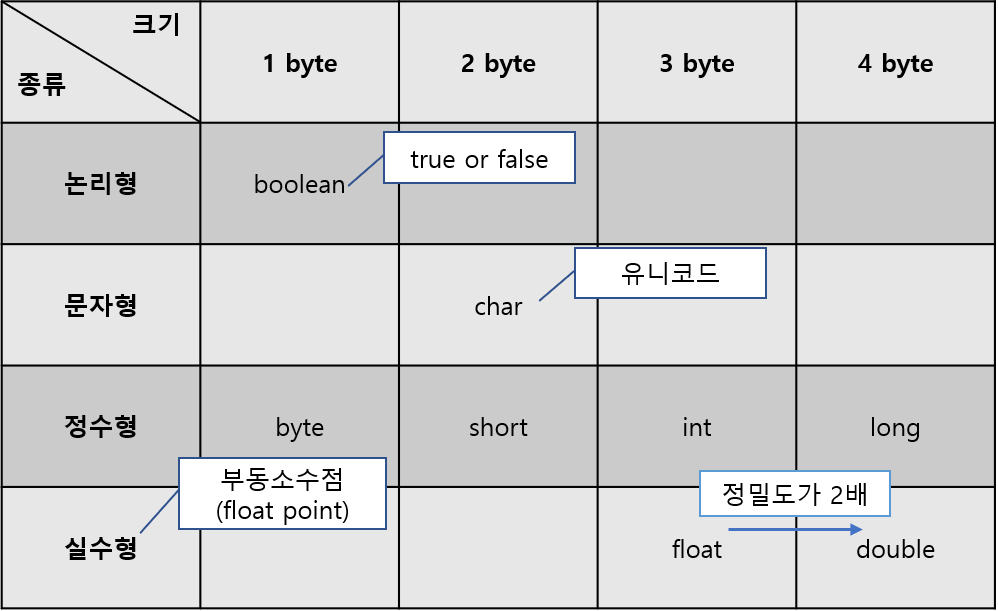 크기
종류
1 byte
2 byte
3 byte
4 byte
논리형
boolean
true or false
문자형
char
유니코드
정수형
byte
short
int
long
부동소수점
(float point)
정밀도가 2배
실수형
float
double